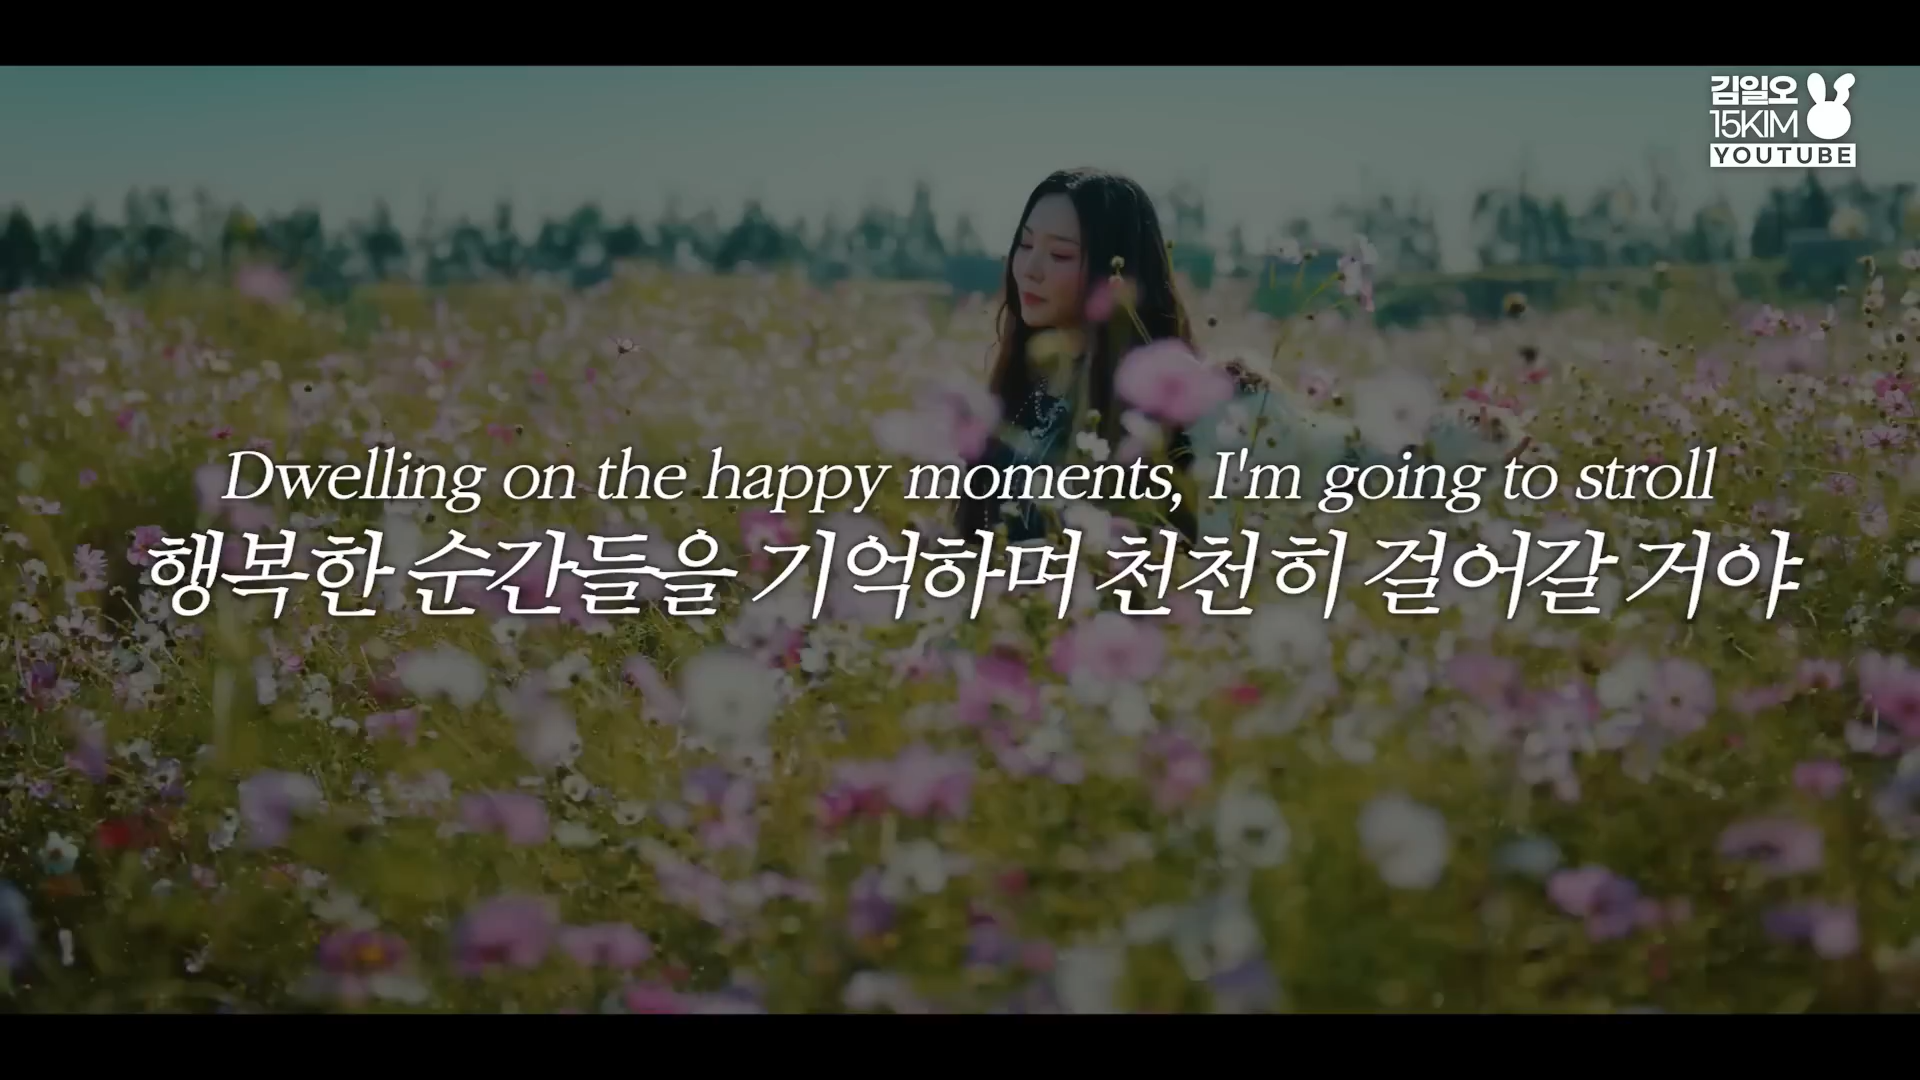 김일오
15KIM
YOUTUBE
Dwelling on the happy moments, I'm going to stroll
행복한 순간들을 기억하며 천천히 걸어갈 거야